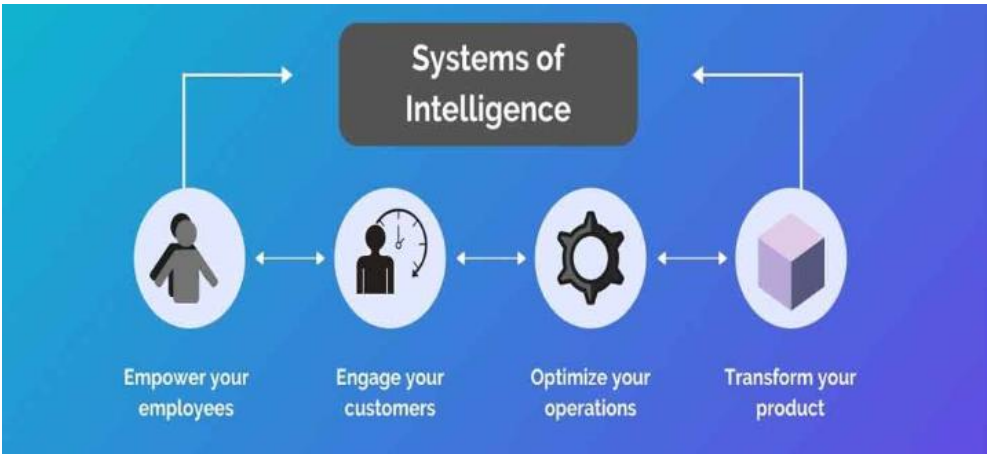 Systems of
Intelligence
Empower your
employees
Engage your
customers
Optimize your
operations
Transform your
product